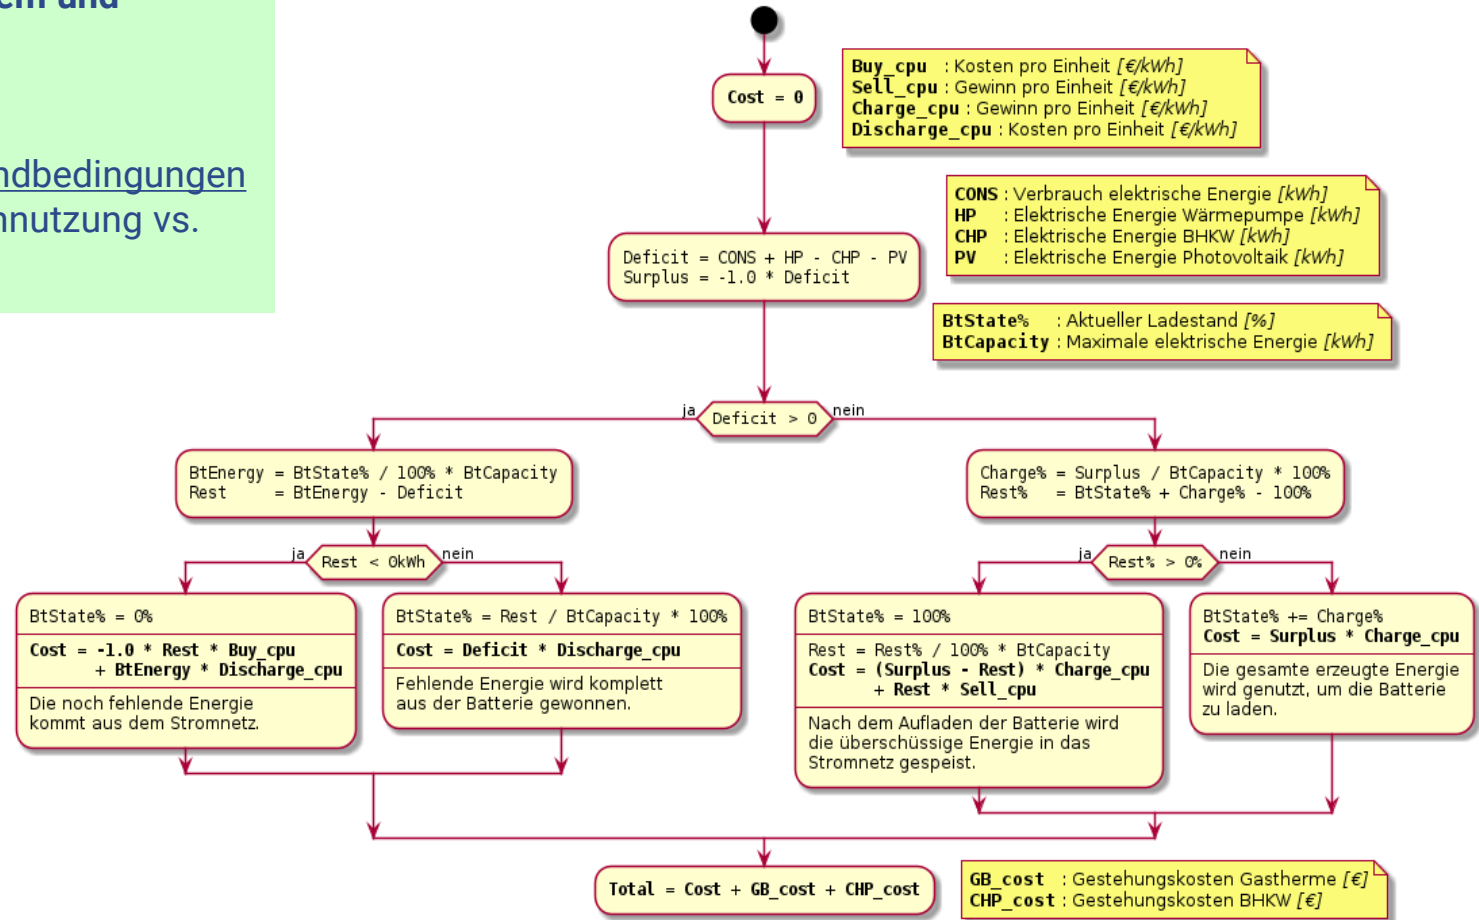 und
ndbedingungen
nnutzung vs.
Cost = 0
Buy_cpu : Kosten pro Einheit [€/kWh]
Sell_cpu : Gewinn pro Einheit [€/kWh]
Charge_cpu : Gewinn pro Einheit [€/kWh]
Discharge_cpu : Kosten pro Einheit [€/kWh]
CONS : Verbrauch elektrische Energie [kWh]
HP : Elektrische Energie Wärmepumpe [kWh]
CHP : Elektrische Energie BHKW [kWh]
PV : Elektrische Energie Photovoltaik [kWh]
Deficit = CONS + HP - CHP - PV
Surplus = -1.0 * Deficit
BtState% : Aktueller Ladestand [%]
BtCapacity : Maximale elektrische Energie [kWh]
ja
Deficit > 0
nein
BtEnergy = BtState% / 100% * BtCapacity
Rest = BtEnergy - Deficit
ja
Rest < 0kWh
nein
BtState% = 0%
Cost = -1.0 * Rest * Buy_cpu
+ BtEnergy * Discharge_cpu
Die noch fehlende Energie
kommt aus dem Stromnetz.
BtState% = Rest / BtCapacity * 100%
Cost = Deficit * Discharge_cpu
Fehlende Energie wird komplett
aus der Batterie gewonnen.
Charge% = Surplus / BtCapacity * 100%
Rest% = BtState% + Charge% - 100%
ja
Rest% > 0%
nein
BtState% = 100%
Rest = Rest% / 100% * BtCapacity
Cost = (Surplus - Rest) * Charge_cpu
+ Rest * Sell_cpu
Nach dem Aufladen der Batterie wird
die überschüssige Energie in das
Stromnetz gespeist.
BtState% += Charge%
Cost = Surplus * Charge_cpu
Die gesamte erzeugte Energie
wird genutzt, um die Batterie
zu laden.
Total = Cost + GB_cost + CHP_cost
GB_cost : Gestehungskosten Gastherme [€]
CHP_cost : Gestehungskosten BHKW [€]